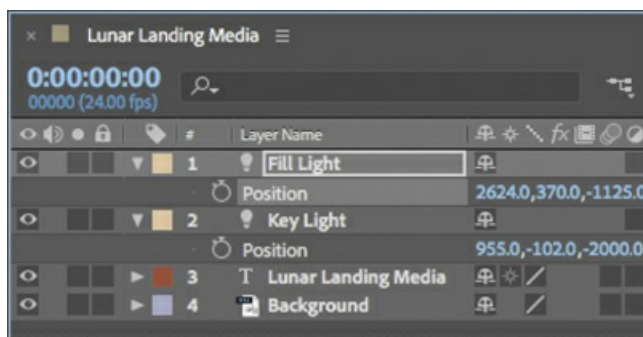 Lunar Landing Media
0:00:00:00
00000 (24.00 fps)
# Layer Name
1 Fill Light
Position 2624.0,370.0,-1125.0
2 Key Light
Position 955.0,-102.0,-2000.0
3 T Lunar Landing Media
4 Background